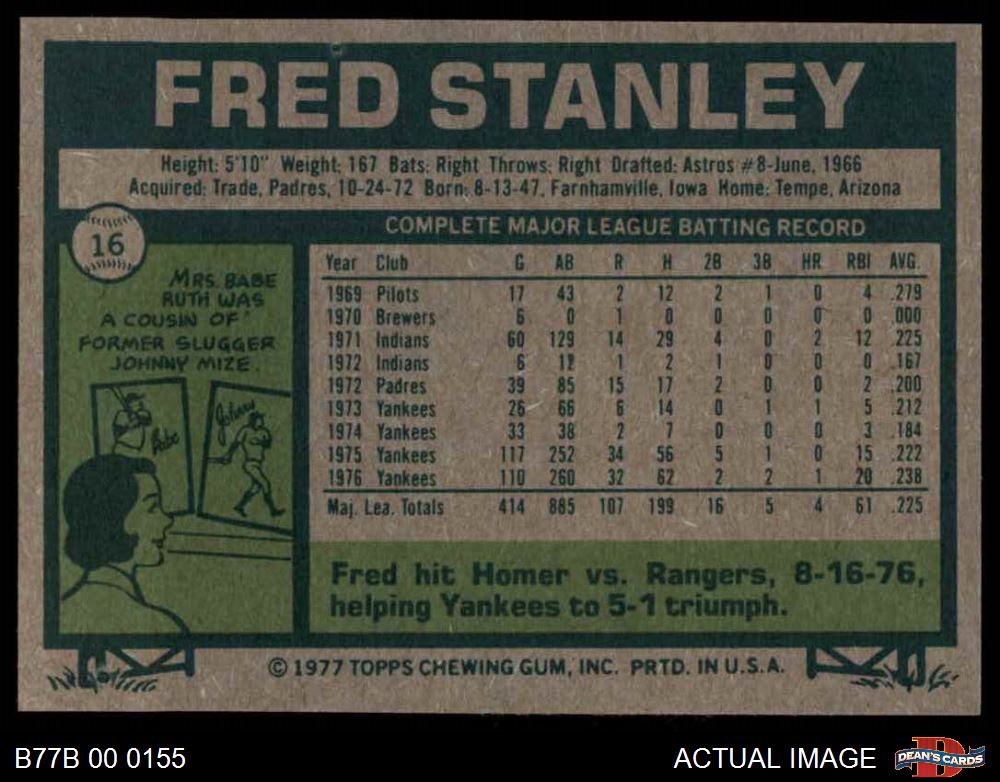 FRED STANLEY
Height: 5'10" Weight: 167 Bats: Right Throws: Right Drafted: Astros #8-June, 1966
Acquired: Trade, Padres, 10-24-72 Born: 8-13-47, Farnhamville, Iowa Home: Tempe, Arizona
16
MRS. BABE
RUTH WAS
A COUSIN OF
FORMER SLUGGER
JOHNNY MIZE.
Babe
Johnny
COMPLETE MAJOR LEAGUE BATTING RECORD
Year Club G AB R H 2B 3B HR RBI AVG.
1969 Pilots 17 43 2 12 2 1 0 4 .279
1970 Brewers 6 0 1 0 0 0 0 0 .000
1971 Indians 60 129 14 29 4 0 2 12 .225
1972 Indians 6 12 1 2 1 0 0 0 .167
1972 Padres 39 85 15 17 2 0 0 2 .200
1973 Yankees 26 66 6 14 0 1 1 5 .212
1974 Yankees 33 38 2 7 0 0 0 3 .184
1975 Yankees 117 252 34 56 5 1 0 15 .222
1976 Yankees 110 260 32 62 2 2 1 20 .238
Maj. Lea. Totals 414 885 107 199 16 5 4 61 .225
Fred hit Homer vs. Rangers, 8-16-76,
helping Yankees to 5-1 triumph.
© 1977 TOPPS CHEWING GUM, INC. PRTD. IN U.S.A.
B77B 00 0155
ACTUAL IMAGE
D
DEAN'S CARDS